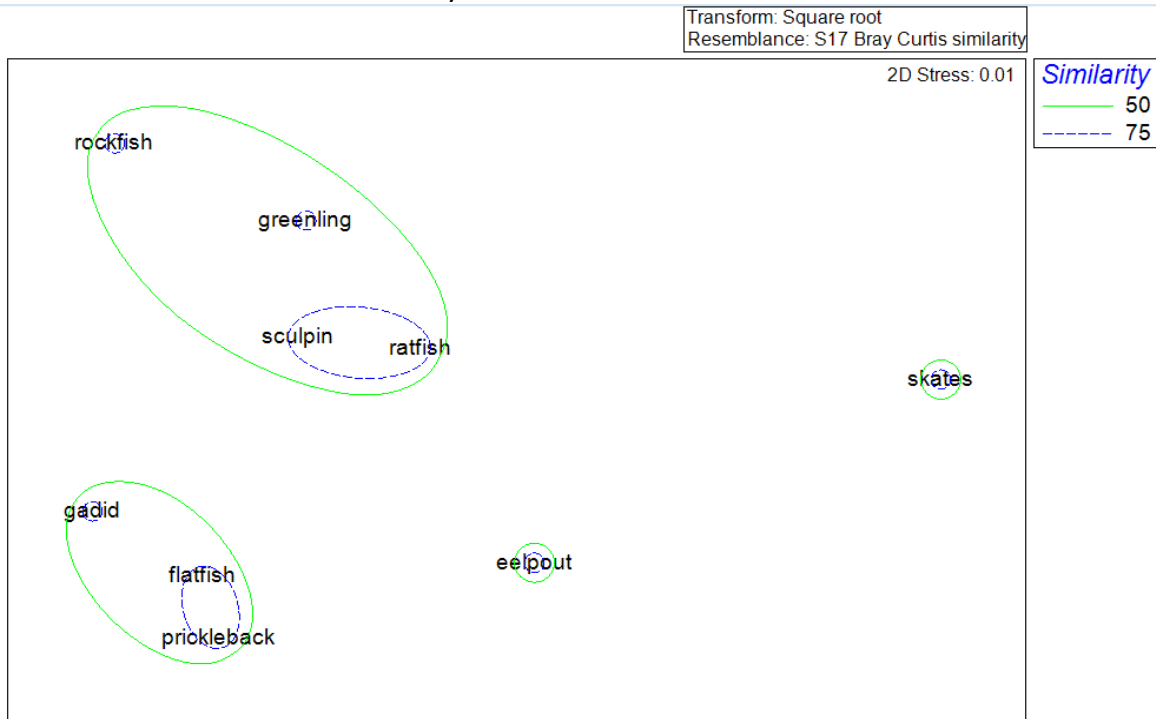 Transform: Square root
Resemblance: S17 Bray Curtis similarity
2D Stress: 0.01
Similarity
50
75
rockfish
greenling
sculpin
ratfish
skates
gadid
eelpout
flatfish
prickleback